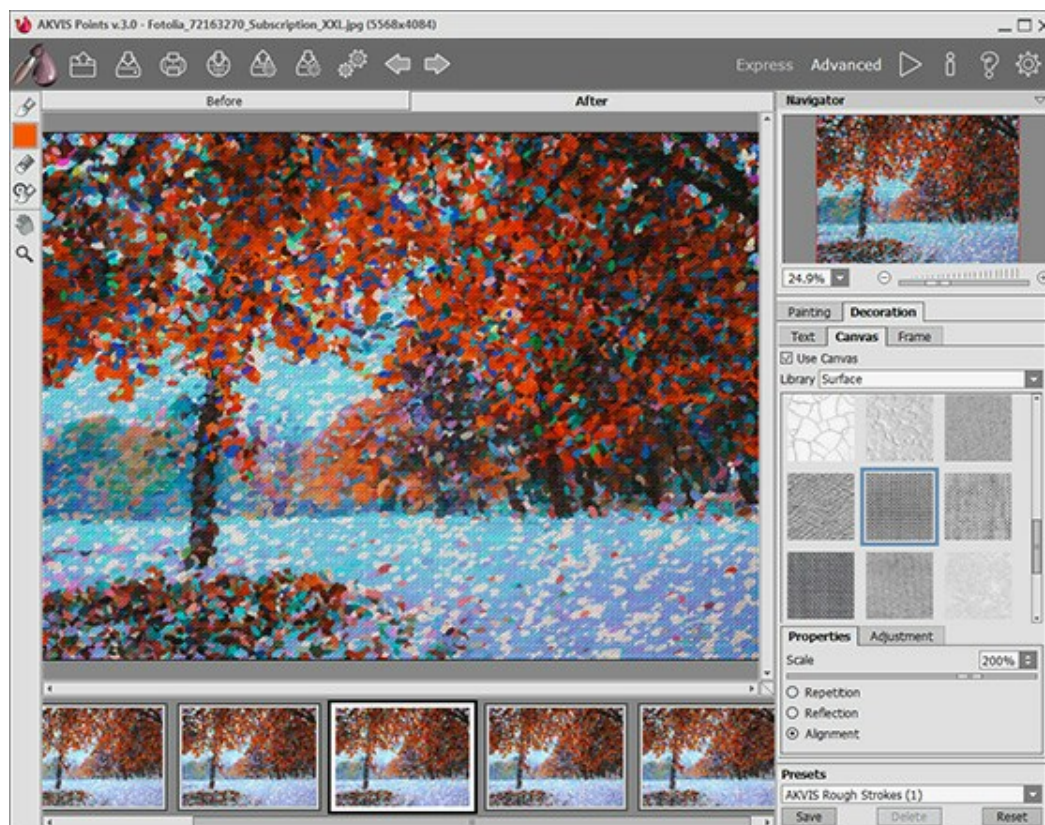 AKVIS Points v.3.0 - Fotolia_72163270_Subscription_XXL.jpg (5568x4084)
Express Advanced
Before After
Navigator
24.9%
Painting Decoration
Text Canvas Frame
Use Canvas
Library Surface
Properties Adjustment
Scale 200%
Repetition
Reflection
Alignment
Presets
AKVIS Rough Strokes (1)
Save Delete Reset